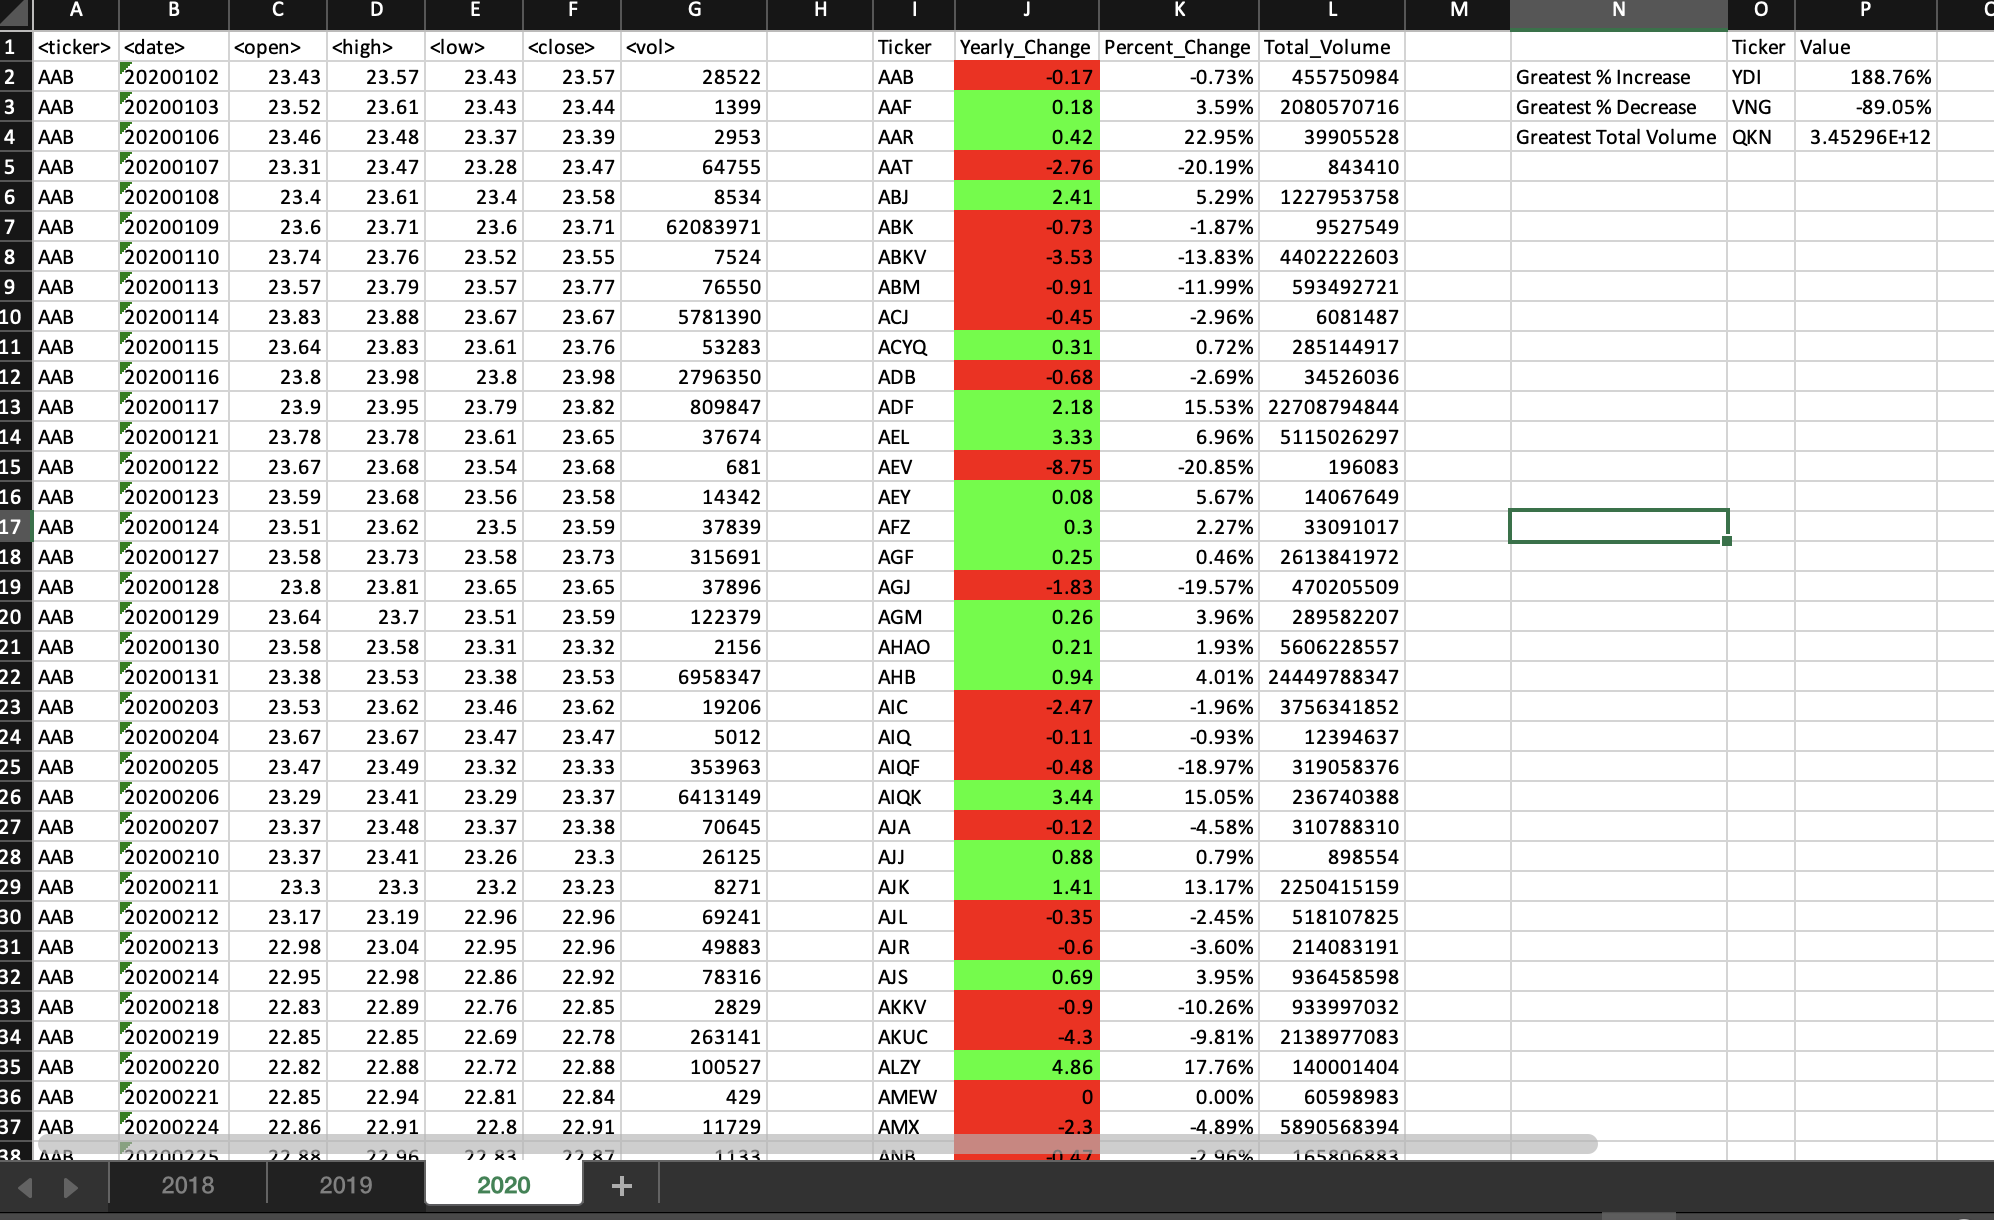 A B C D E F G H I J K L M N O P
1 <ticker> <date> <open> <high> <low> <close> <vol> Ticker Yearly_Change Percent_Change Total_Volume Ticker Value
2 AAB 20200102 23.43 23.57 23.43 23.57 28522 AAB -0.17 -0.73% 455750984 Greatest % Increase YDI 188.76%
3 AAB 20200103 23.52 23.61 23.43 23.44 1399 AAF 0.18 3.59% 2080570716 Greatest % Decrease VNG -89.05%
4 AAB 20200106 23.46 23.48 23.37 23.39 2953 AAR 0.42 22.95% 39905528 Greatest Total Volume QKN 3.45296E+12
5 AAB 20200107 23.31 23.47 23.28 23.47 64755 AAT -2.76 -20.19% 843410
6 AAB 20200108 23.4 23.61 23.4 23.58 8534 ABJ 2.41 5.29% 1227953758
7 AAB 20200109 23.6 23.71 23.6 23.71 62083971 ABK -0.73 -1.87% 9527549
8 AAB 20200110 23.74 23.76 23.52 23.55 7524 ABKV -3.53 -13.83% 4402222603
9 AAB 20200113 23.57 23.79 23.57 23.77 76550 ABM -0.91 -11.99% 593492721
10 AAB 20200114 23.83 23.88 23.67 23.67 5781390 ACJ -0.45 -2.96% 6081487
11 AAB 20200115 23.64 23.83 23.61 23.76 53283 ACYQ 0.31 0.72% 285144917
12 AAB 20200116 23.8 23.98 23.8 23.98 2796350 ADB -0.68 -2.69% 34526036
13 AAB 20200117 23.9 23.95 23.79 23.82 809847 ADF 2.18 15.53% 22708794844
14 AAB 20200121 23.78 23.78 23.61 23.65 37674 AEL 3.33 6.96% 5115026297
15 AAB 20200122 23.67 23.68 23.54 23.68 681 AEV -8.75 -20.85% 196083
16 AAB 20200123 23.59 23.68 23.56 23.58 14342 AEY 0.08 5.67% 14067649
17 AAB 20200124 23.51 23.62 23.5 23.59 37839 AFZ 0.3 2.27% 33091017
18 AAB 20200127 23.58 23.73 23.58 23.73 315691 AGF 0.25 0.46% 2613841972
19 AAB 20200128 23.8 23.81 23.65 23.65 37896 AGJ -1.83 -19.57% 470205509
20 AAB 20200129 23.64 23.7 23.51 23.59 122379 AGM 0.26 3.96% 289582207
21 AAB 20200130 23.58 23.58 23.31 23.32 2156 AHAO 0.21 1.93% 5606228557
22 AAB 20200131 23.38 23.53 23.38 23.53 6958347 AHB 0.94 4.01% 24449788347
23 AAB 20200203 23.53 23.62 23.46 23.62 19206 AIC -2.47 -1.96% 3756341852
24 AAB 20200204 23.67 23.67 23.47 23.47 5012 AIQ -0.11 -0.93% 12394637
25 AAB 20200205 23.47 23.49 23.32 23.33 353963 AIQF -0.48 -18.97% 319058376
26 AAB 20200206 23.29 23.41 23.29 23.37 6413149 AIQK 3.44 15.05% 236740388
27 AAB 20200207 23.37 23.48 23.37 23.38 70645 AJA -0.12 -4.58% 310788310
28 AAB 20200210 23.37 23.41 23.26 23.3 26125 AJJ 0.88 0.79% 898554
29 AAB 20200211 23.3 23.3 23.2 23.23 8271 AJK 1.41 13.17% 2250415159
30 AAB 20200212 23.17 23.19 22.96 22.96 69241 AJL -0.35 -2.45% 518107825
31 AAB 20200213 22.98 23.04 22.95 22.96 49883 AJR -0.6 -3.60% 214083191
32 AAB 20200214 22.95 22.98 22.86 22.92 78316 AJS 0.69 3.95% 936458598
33 AAB 20200218 22.83 22.89 22.76 22.85 2829 AKKV -0.9 -10.26% 933997032
34 AAB 20200219 22.85 22.85 22.69 22.78 263141 AKUC -4.3 -9.81% 2138977083
35 AAB 20200220 22.82 22.88 22.72 22.88 100527 ALZY 4.86 17.76% 140001404
36 AAB 20200221 22.85 22.94 22.81 22.84 429 AMEW 0 0.00% 60598983
37 AAB 20200224 22.86 22.91 22.8 22.91 11729 AMX -2.3 -4.89% 5890568394
38 AAB 20200225 22.88 22.96 22.83 22.87 1133 ANB -0.47 -2.96% 165806883
2018 2019 2020 +